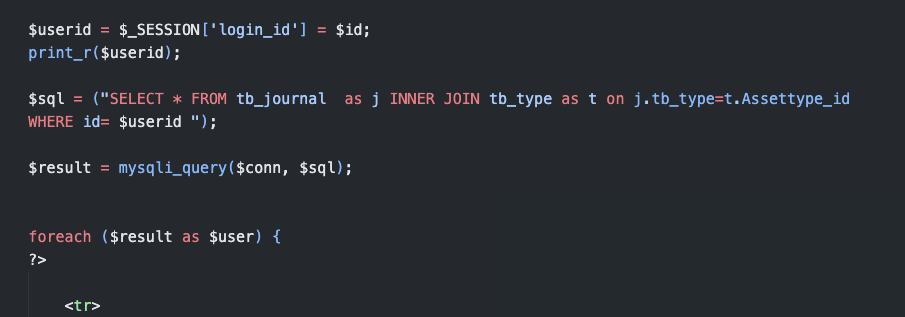 $userid = $_SESSION['login_id'] = $id;
print_r($userid);
$sql = ("SELECT * FROM tb_journal  as j INNER JOIN tb_type as t on j.tb_type=t.Assettype_id
WHERE id= $userid ");
$result = mysqli_query($conn, $sql);
foreach ($result as $user) {
?>
<tr>